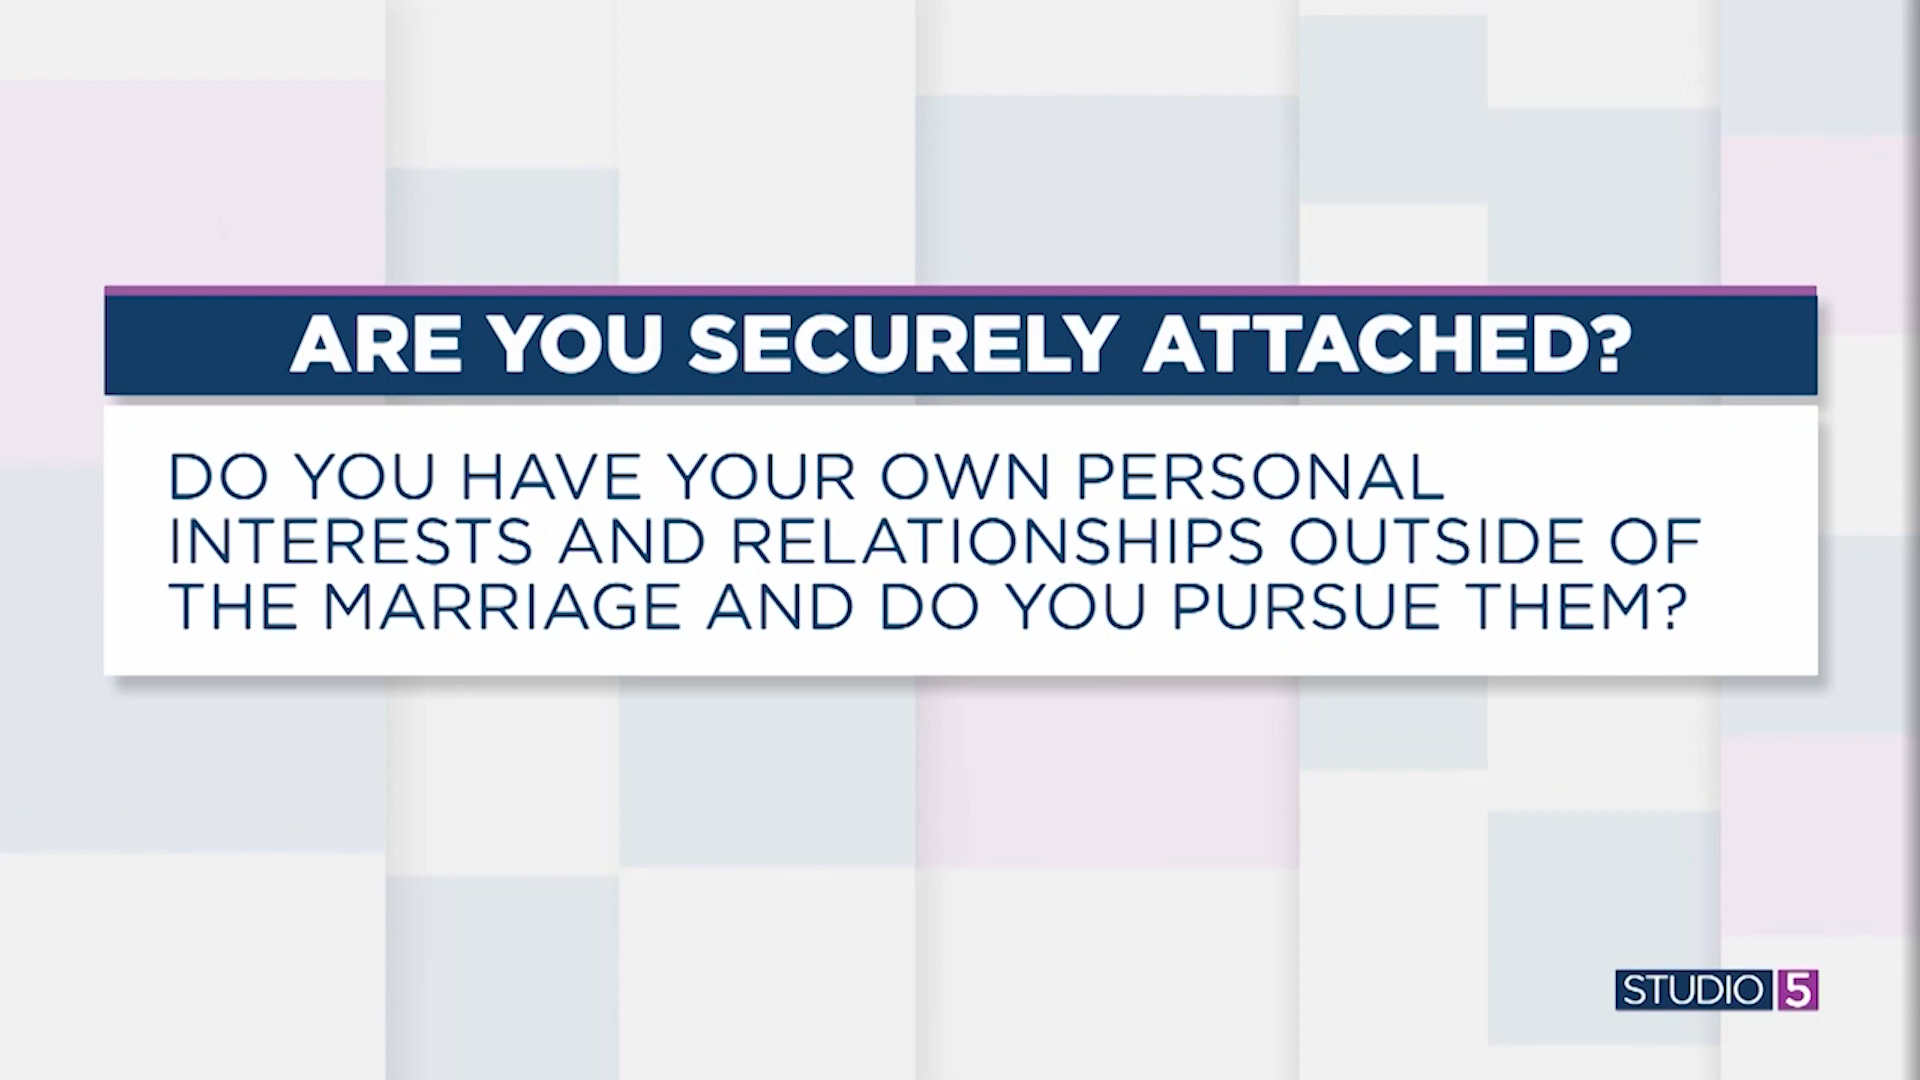 ARE YOU SECURELY ATTACHED?
DO YOU HAVE YOUR OWN PERSONAL
INTERESTS AND RELATIONSHIPS OUTSIDE OF
THE MARRIAGE AND DO YOU PURSUE THEM?
STUDIO 5